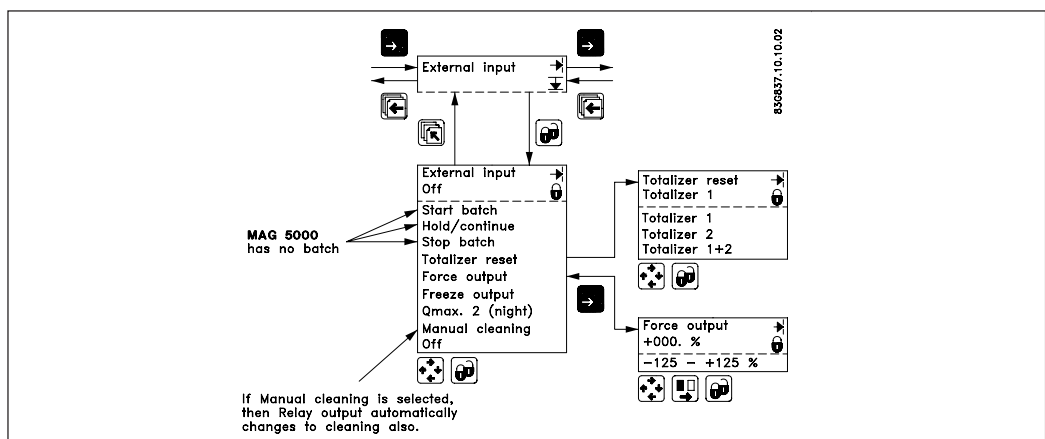 External input
83G837.10.10.02
External input
Off
Start batch
Hold/continue
Stop batch
Totalizer reset
Force output
Freeze output
Qmax. 2 (night)
Manual cleaning
Off
MAG 5000
has no batch
Totalizer reset
Totalizer 1
Totalizer 1
Totalizer 2
Totalizer 1+2
Force output
+000. %
-125 - +125 %
If Manual cleaning is selected,
then Relay output automatically
changes to cleaning also.